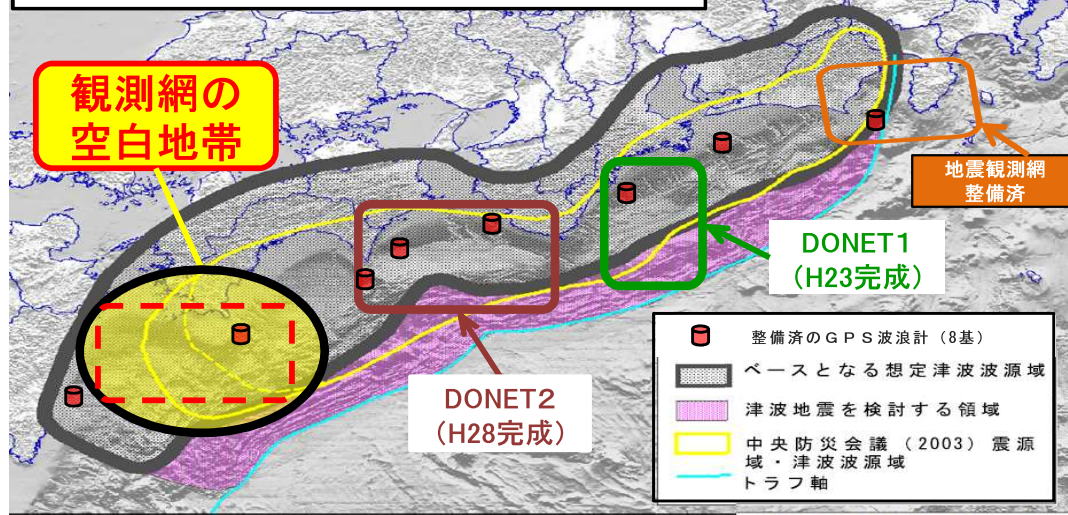 観測網の
空白地帯
地震観測網
整備済
DONET1
(H23完成)
DONET2
(H28完成)
整備済のGPS波浪計(8基)
ベースとなる想定津波波源域
津波地震を検討する領域
中央防災会議(2003)震源
域・津波波源域
トラフ軸